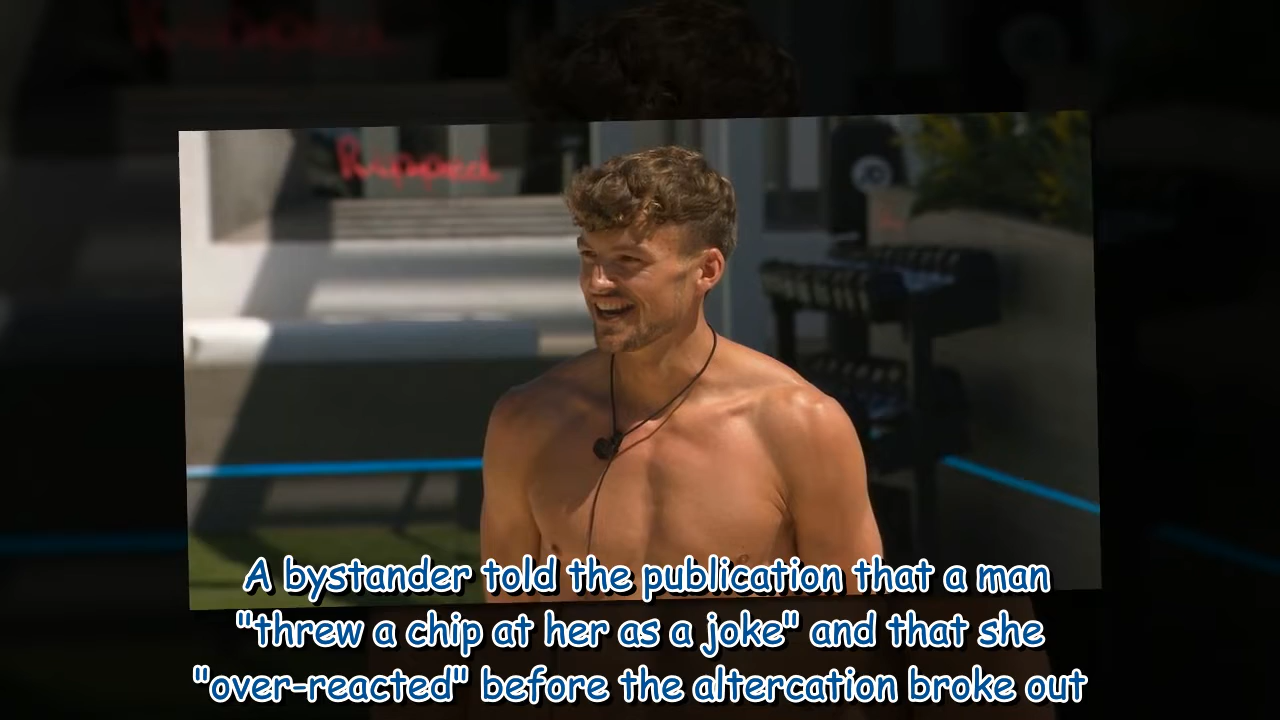 Ripped
A bystander told the publication that a man
"threw a chip at her as a joke" and that she
"over-reacted" before the altercation broke out